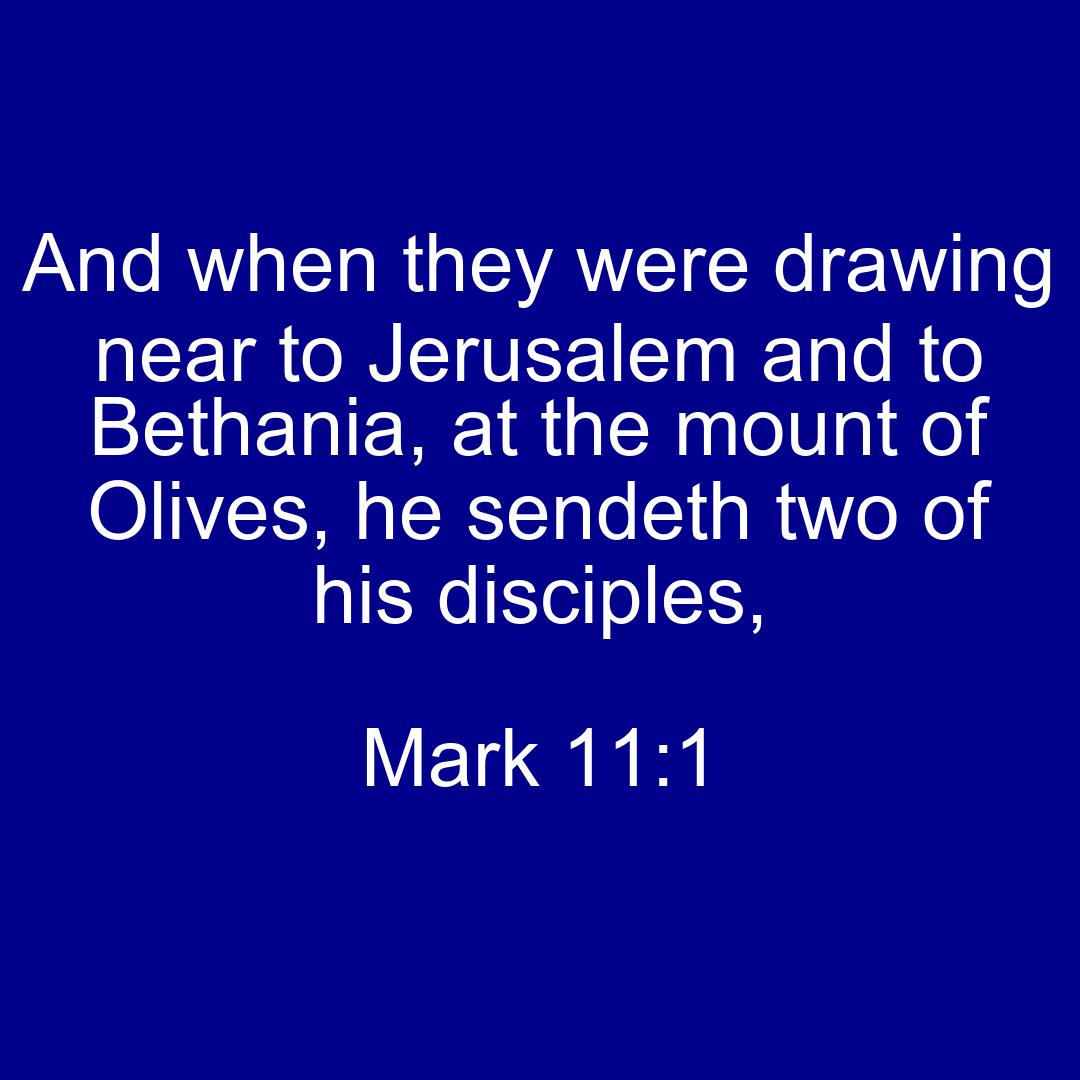 And when they were drawing
near to Jerusalem and to
Bethania, at the mount of
Olives, he sendeth two of
his disciples,
Mark 11:1